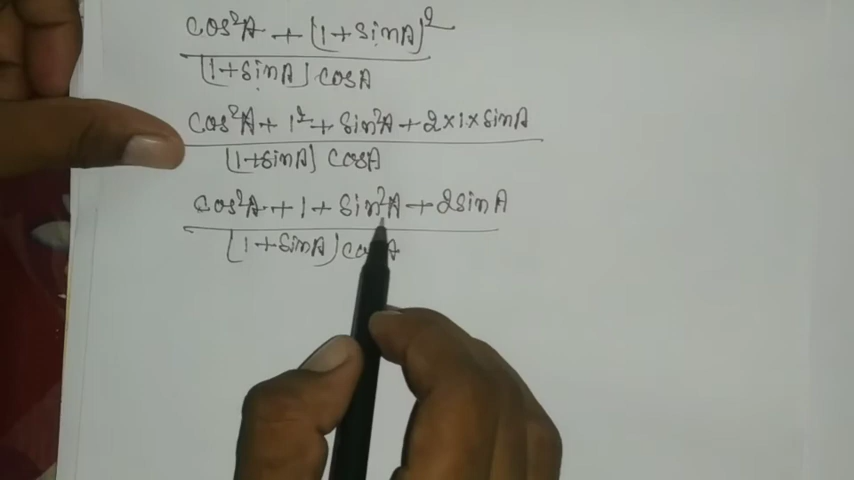 cos²A + (1+sinA)²
(1+sinA) cosA
cos²A + 1² + sin²A + 2×1×sinA
(1+sinA) cosA
cos²A + 1 + sin²A + 2sinA
(1+sinA) cosA